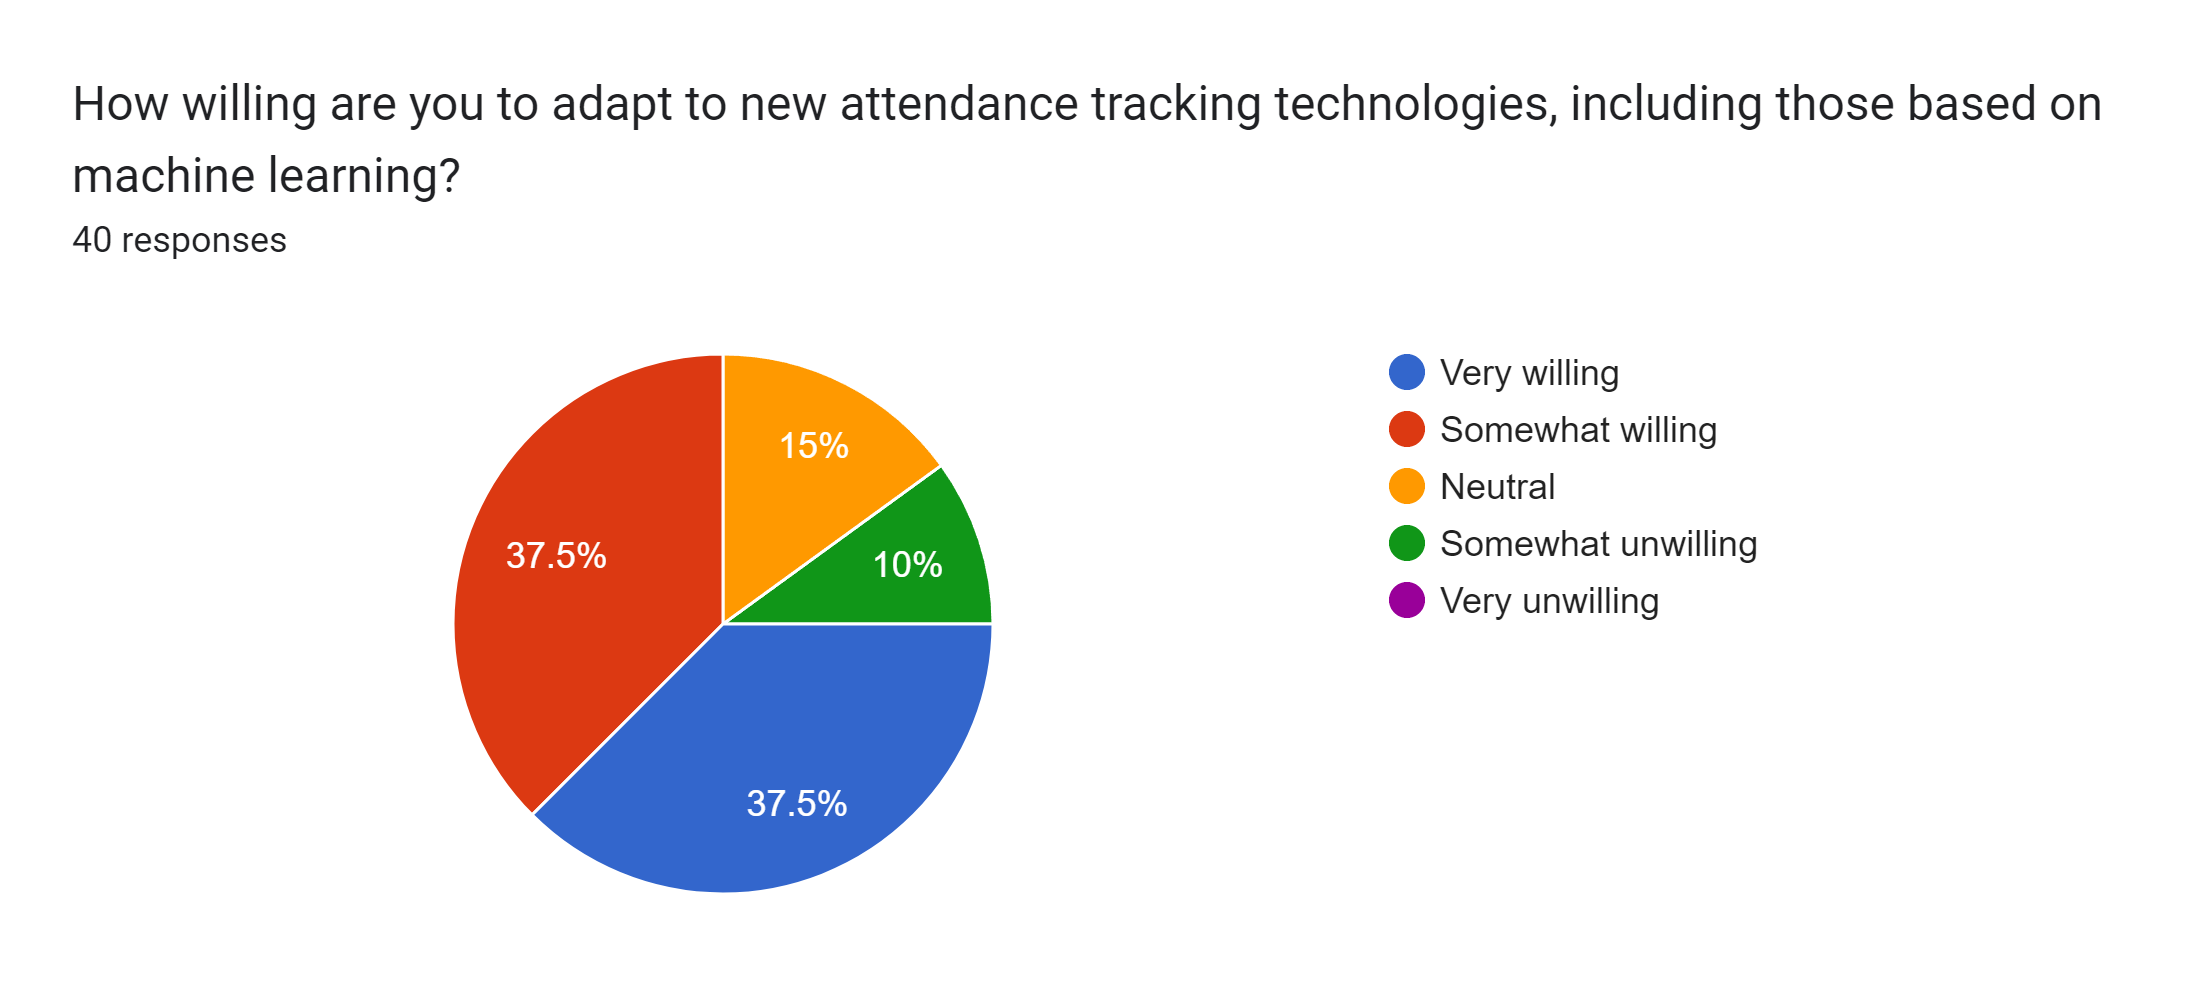 How willing are you to adapt to new attendance tracking technologies, including those based on
machine learning?
40 responses
15%
37.5%
10%
37.5%
Very willing
Somewhat willing
Neutral
Somewhat unwilling
Very unwilling